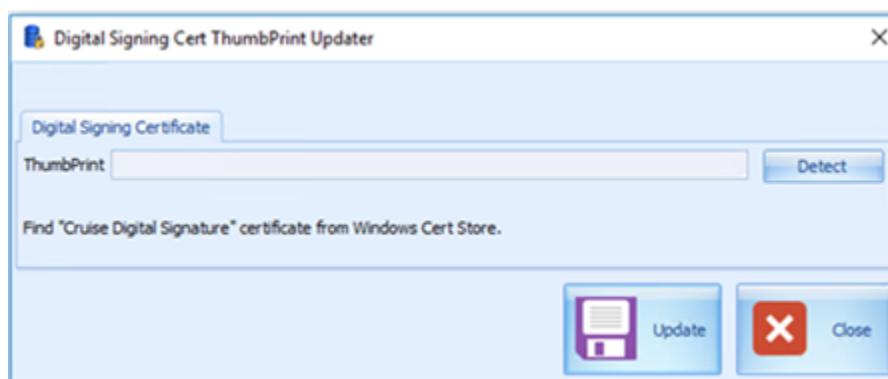 Digital Signing Cert ThumbPrint Updater
Digital Signing Certificate
ThumbPrint
Detect
Find "Cruise Digital Signature" certificate from Windows Cert Store.
Update
Close